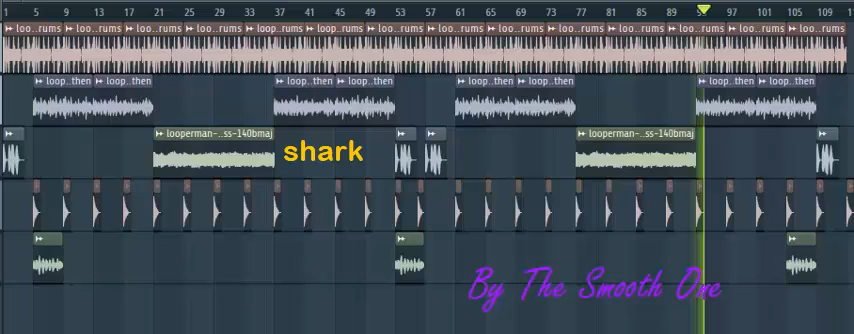 5 9 13 17 21 25 29 33 37 41 45 49 53 57 61 65 69 73 77 81 85 89 97 101 105 109
loo..rums loo..rums loo..rums loo..rums loo..rums loo..rums loo..rums loo..rums loo..rums loo..rums loo..rums loo..rums loo..rums loo..rums
loop..then loop..then loop..then loop..then loop..then loop..then loop..then loop..then
looperman-..ss-140bmaj looperman-..ss-140bmaj
shark
By The Smooth One